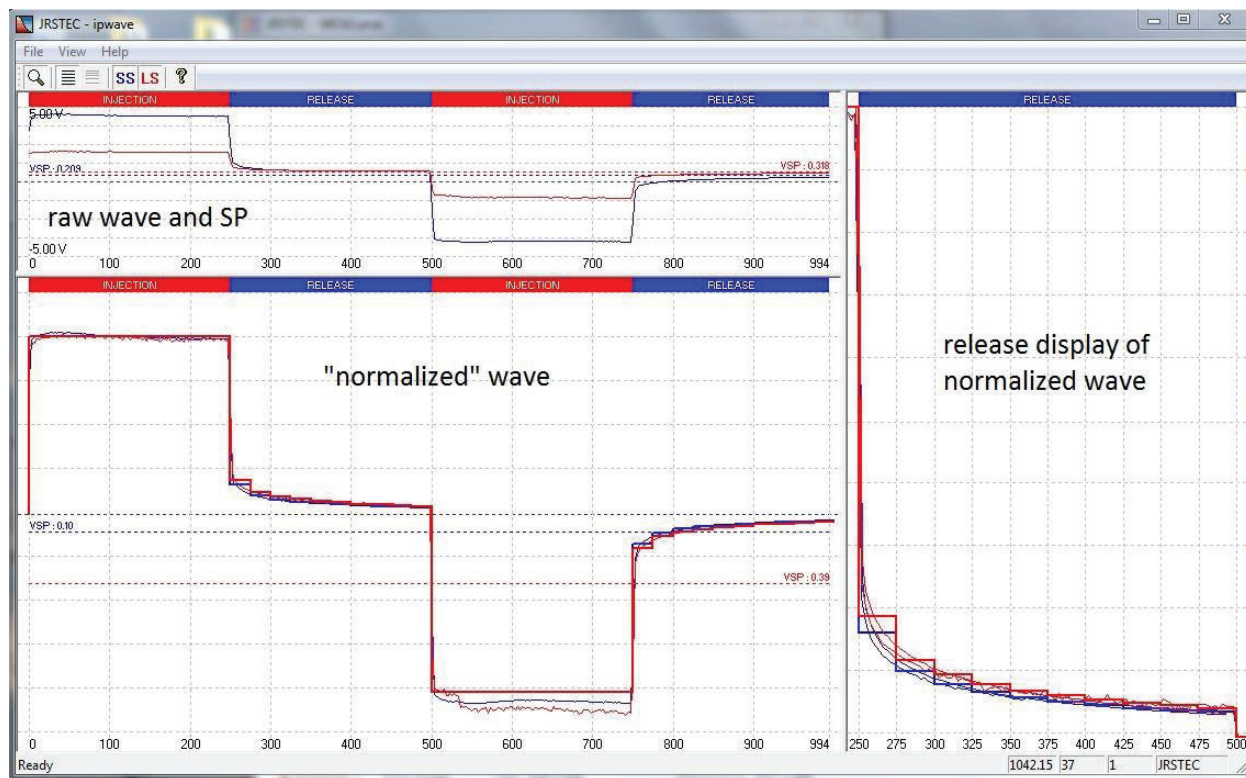 JRSTEC - ipwave
File View Help
SS LS ?
INJECTION RELEASE INJECTION RELEASE
5.00 V
VSP : 0.209
VSP : 0.318
raw wave and SP
-5.00 V
0 100 200 300 400 500 600 700 800 900 994
INJECTION RELEASE INJECTION RELEASE
"normalized" wave
VSP : 0.10
VSP : 0.39
0 100 200 300 400 500 600 700 800 900 994
RELEASE
release display of
normalized wave
250 275 300 325 350 375 400 425 450 475 500
Ready
1042.15 37 1 JRSTEC